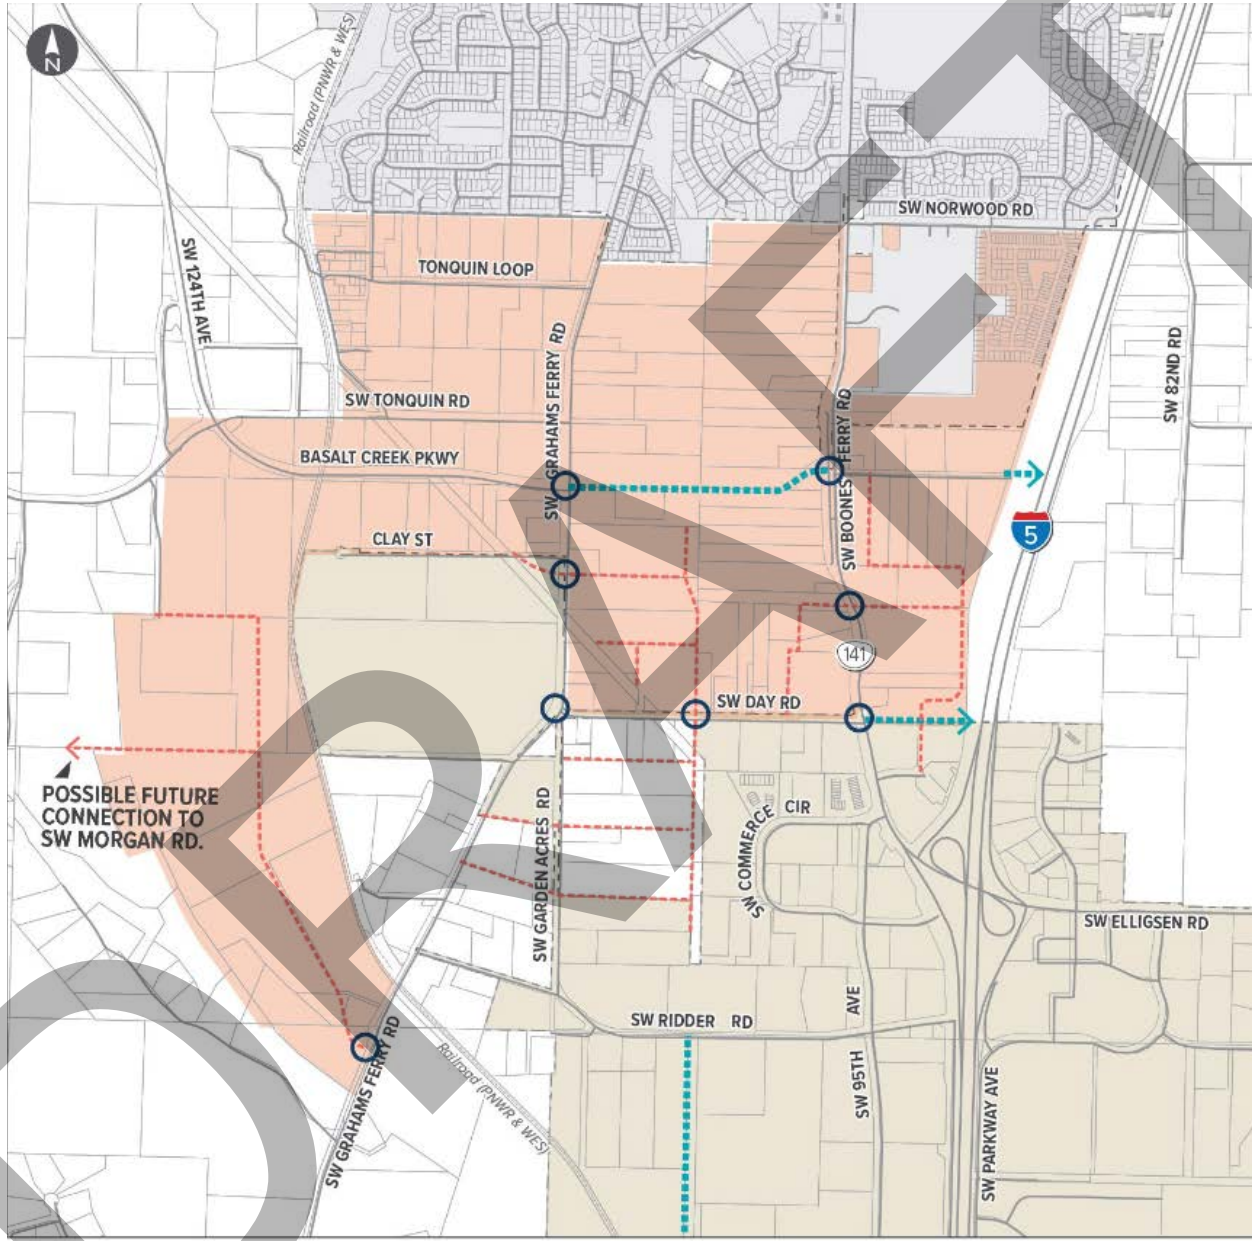 N
Railroad (PNWR & WES)
SW NORWOOD RD
TONQUIN LOOP
SW 124TH AVE
SW GRAHAMS FERRY RD
SW 82ND RD
SW TONQUIN RD
SW BOONES FERRY RD
BASALT CREEK PKWY
5
CLAY ST
141
SW DAY RD
POSSIBLE FUTURE
CONNECTION TO
SW MORGAN RD.
SW COMMERCE CIR
SW GARDEN ACRES RD
SW ELLIGSEN RD
SW RIDDER RD
SW 95TH AVE
SW GRAHAMS FERRY RD
Railroad (PNWR & WES)
SW PARKWAY AVE
DRAFT